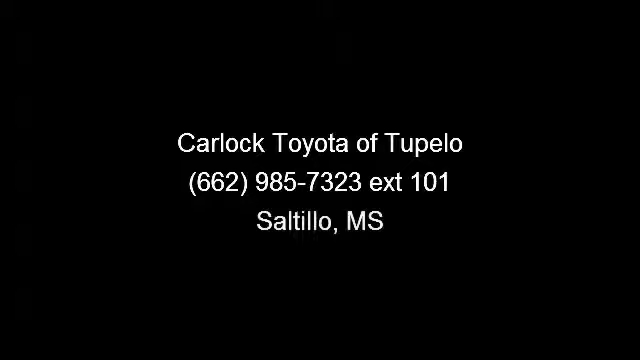 Carlock Toyota of Tupelo
(662) 985-7323 ext 101
Saltillo, MS